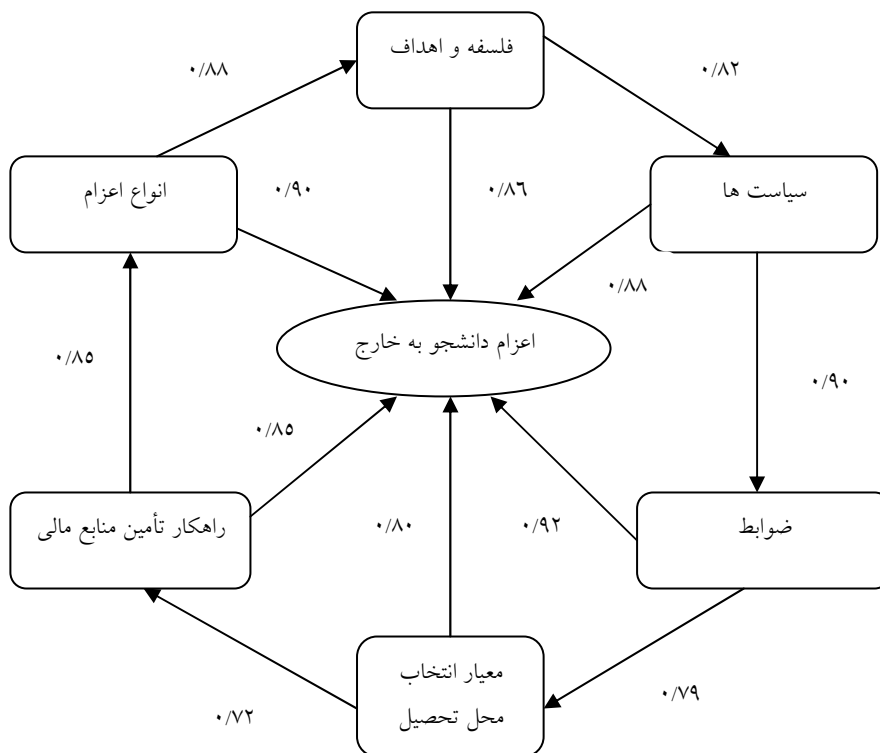 فلسفه و اهداف
۰/۸۸
۰/۸۲
انواع اعزام
۰/۹۰
۰/۸۶
سیاست ها
۰/۸۸
اعزام دانشجو به خارج
۰/۸۵
۰/۹۰
۰/۸۵
راهکار تأمین منابع مالی
۰/۸۰
۰/۹۲
ضوابط
معیار انتخاب
محل تحصیل
۰/۷۲
۰/۷۹